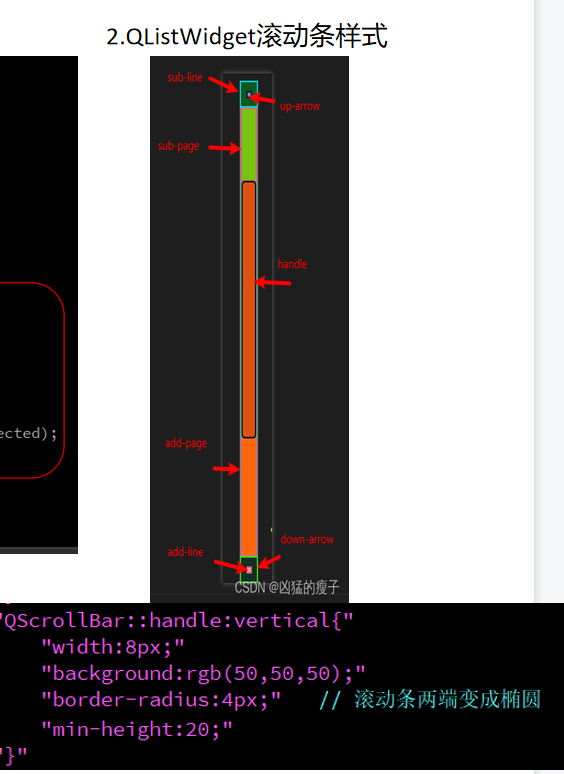 2.QListWidget滚动条样式
sub-line
up-arrow
sub-page
handle
ected);
add-page
down-arrow
add-line
CSDN @凶猛的瘦子
"QScrollBar::handle:vertical{"
"width:8px;"
"background:rgb(50,50,50);"
"border-radius:4px;" // 滚动条两端变成椭圆
"min-height:20;"
"}"